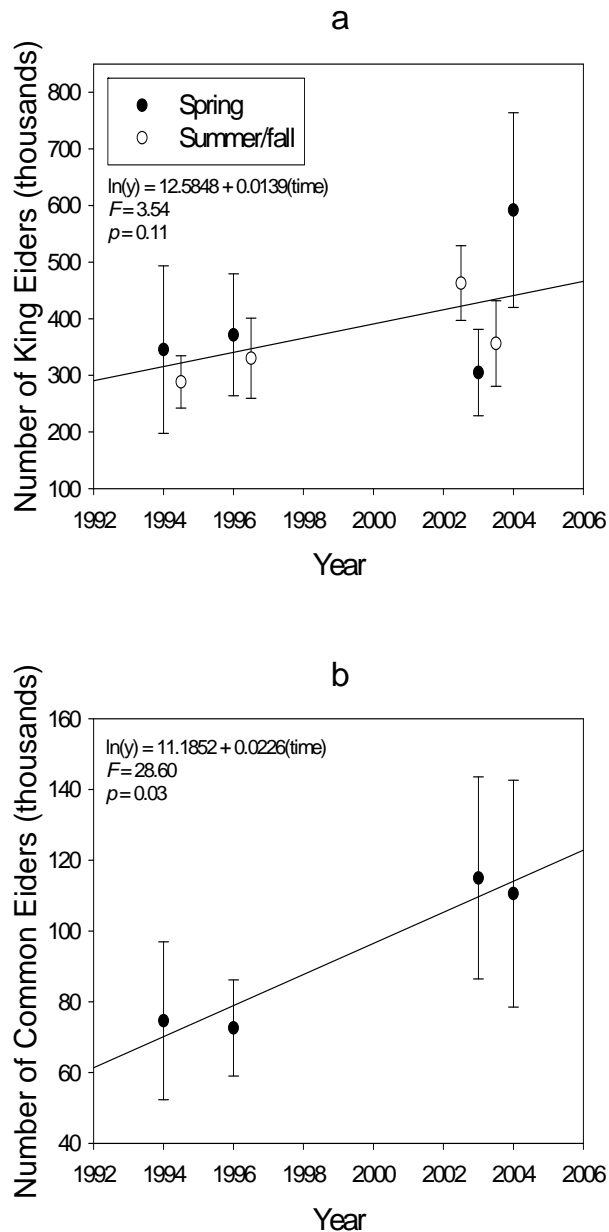 a
Number of King Eiders (thousands)
800
700
600
500
400
300
200
100
Spring
Summer/fall
ln(y) = 12.5848 + 0.0139(time)
F = 3.54
p = 0.11
1992 1994 1996 1998 2000 2002 2004 2006
Year
b
Number of Common Eiders (thousands)
160
140
120
100
80
60
40
ln(y) = 11.1852 + 0.0226(time)
F = 28.60
p = 0.03
1992 1994 1996 1998 2000 2002 2004 2006
Year